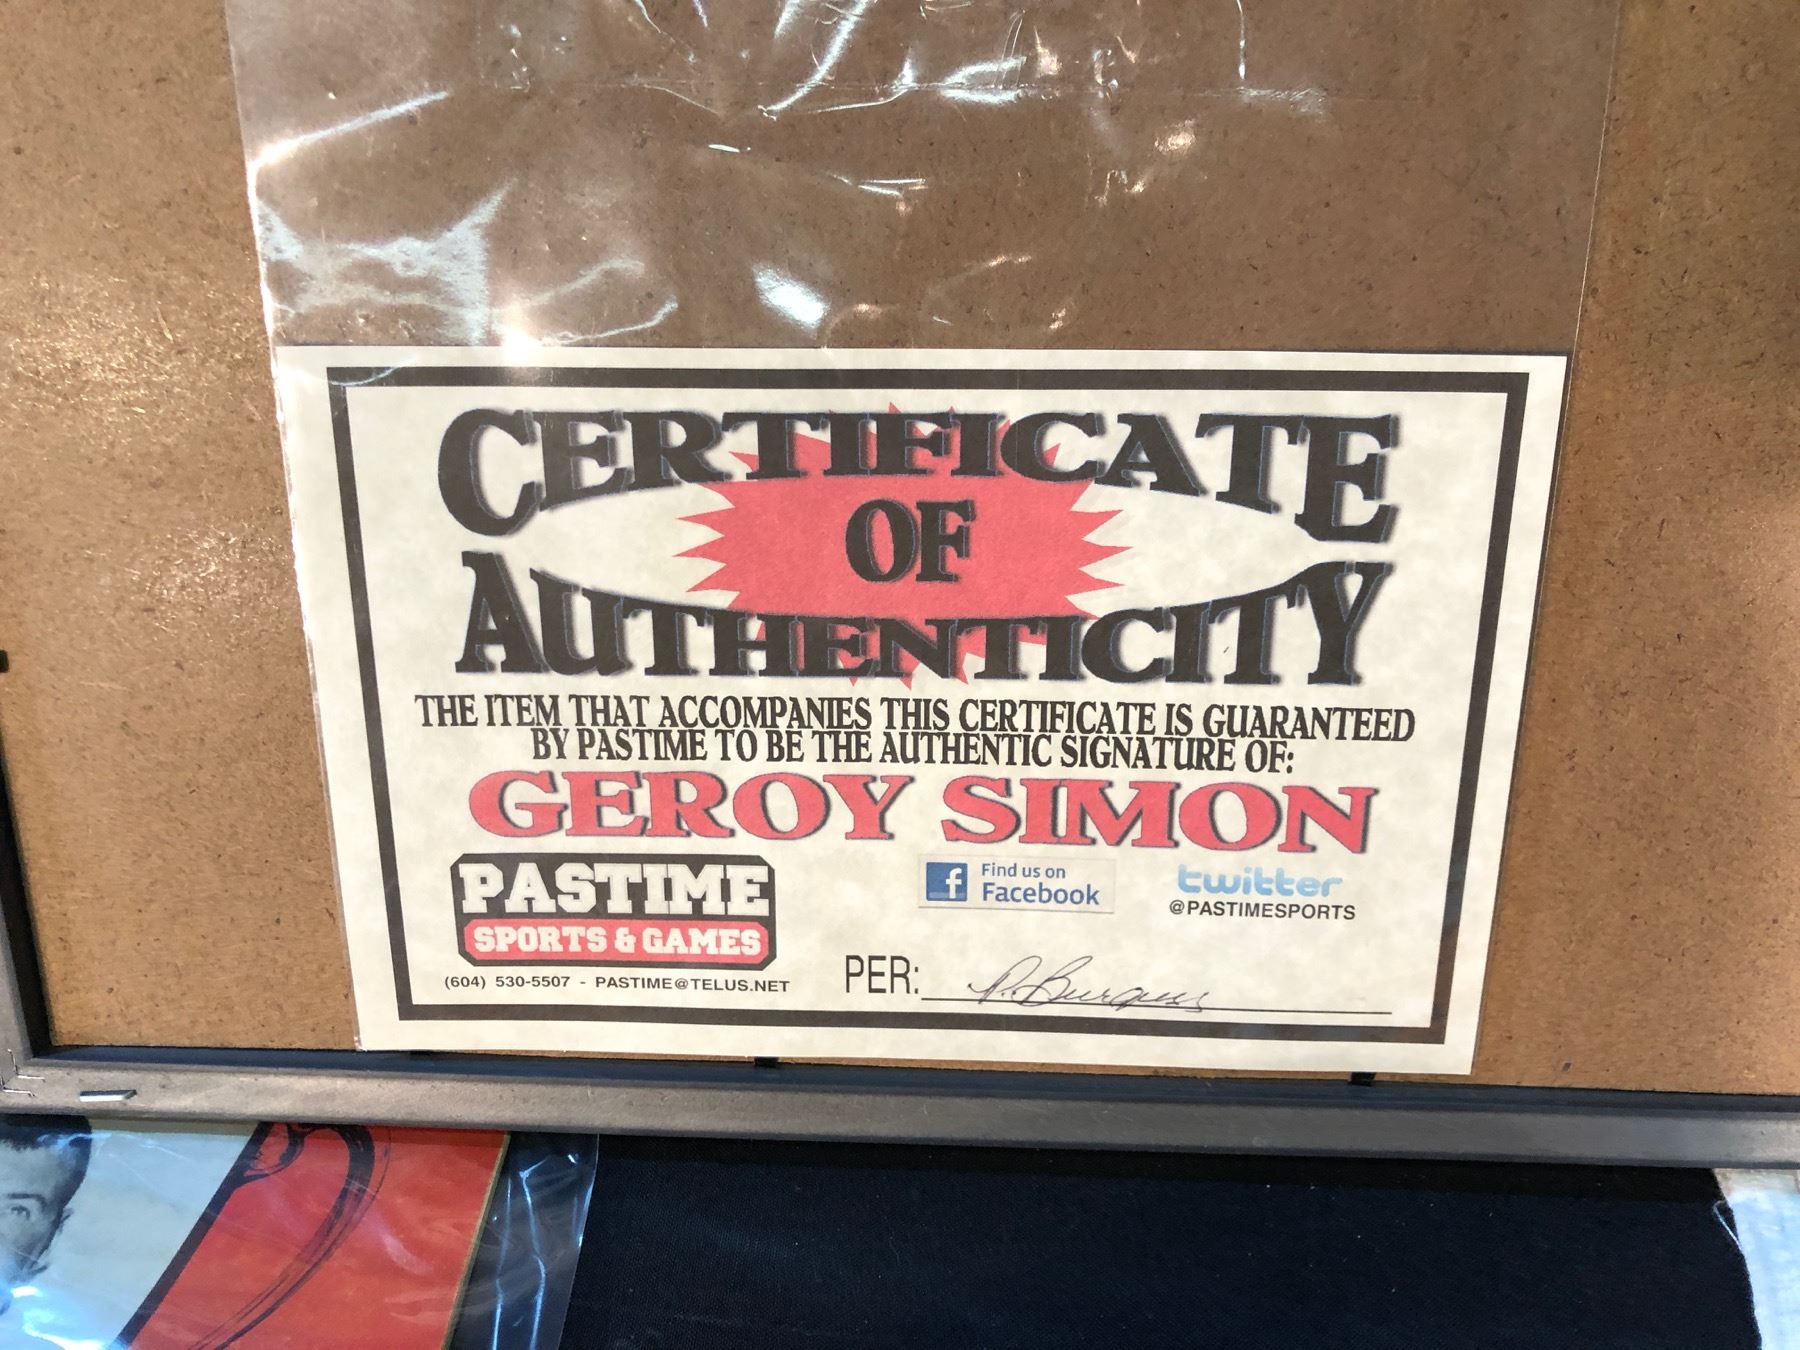 CERTIFICATE
OF
AUTHENTICITY
THE ITEM THAT ACCOMPANIES THIS CERTIFICATE IS GUARANTEED
BY PASTIME TO BE THE AUTHENTIC SIGNATURE OF:
GEROY SIMON
PASTIME
SPORTS & GAMES
(604) 530-5507 - PASTIME@TELUS.NET
Find us on
Facebook
twitter
@PASTIMESPORTS
PER: P. Burgess